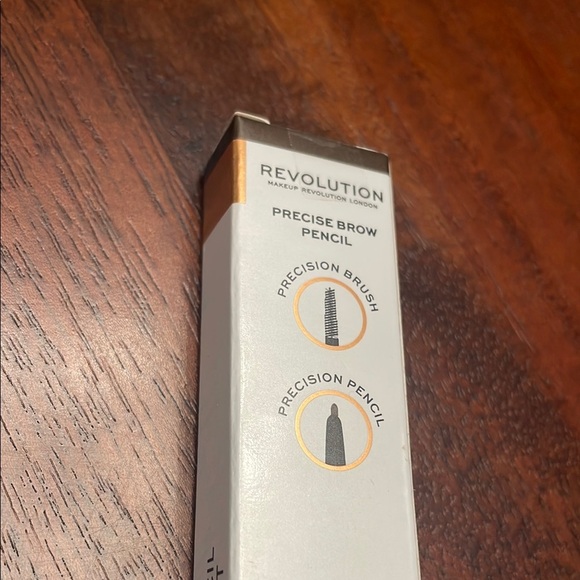 REVOLUTION
MAKEUP REVOLUTION LONDON
PRECISE BROW
PENCIL
PRECISION BRUSH
PRECISION PENCIL